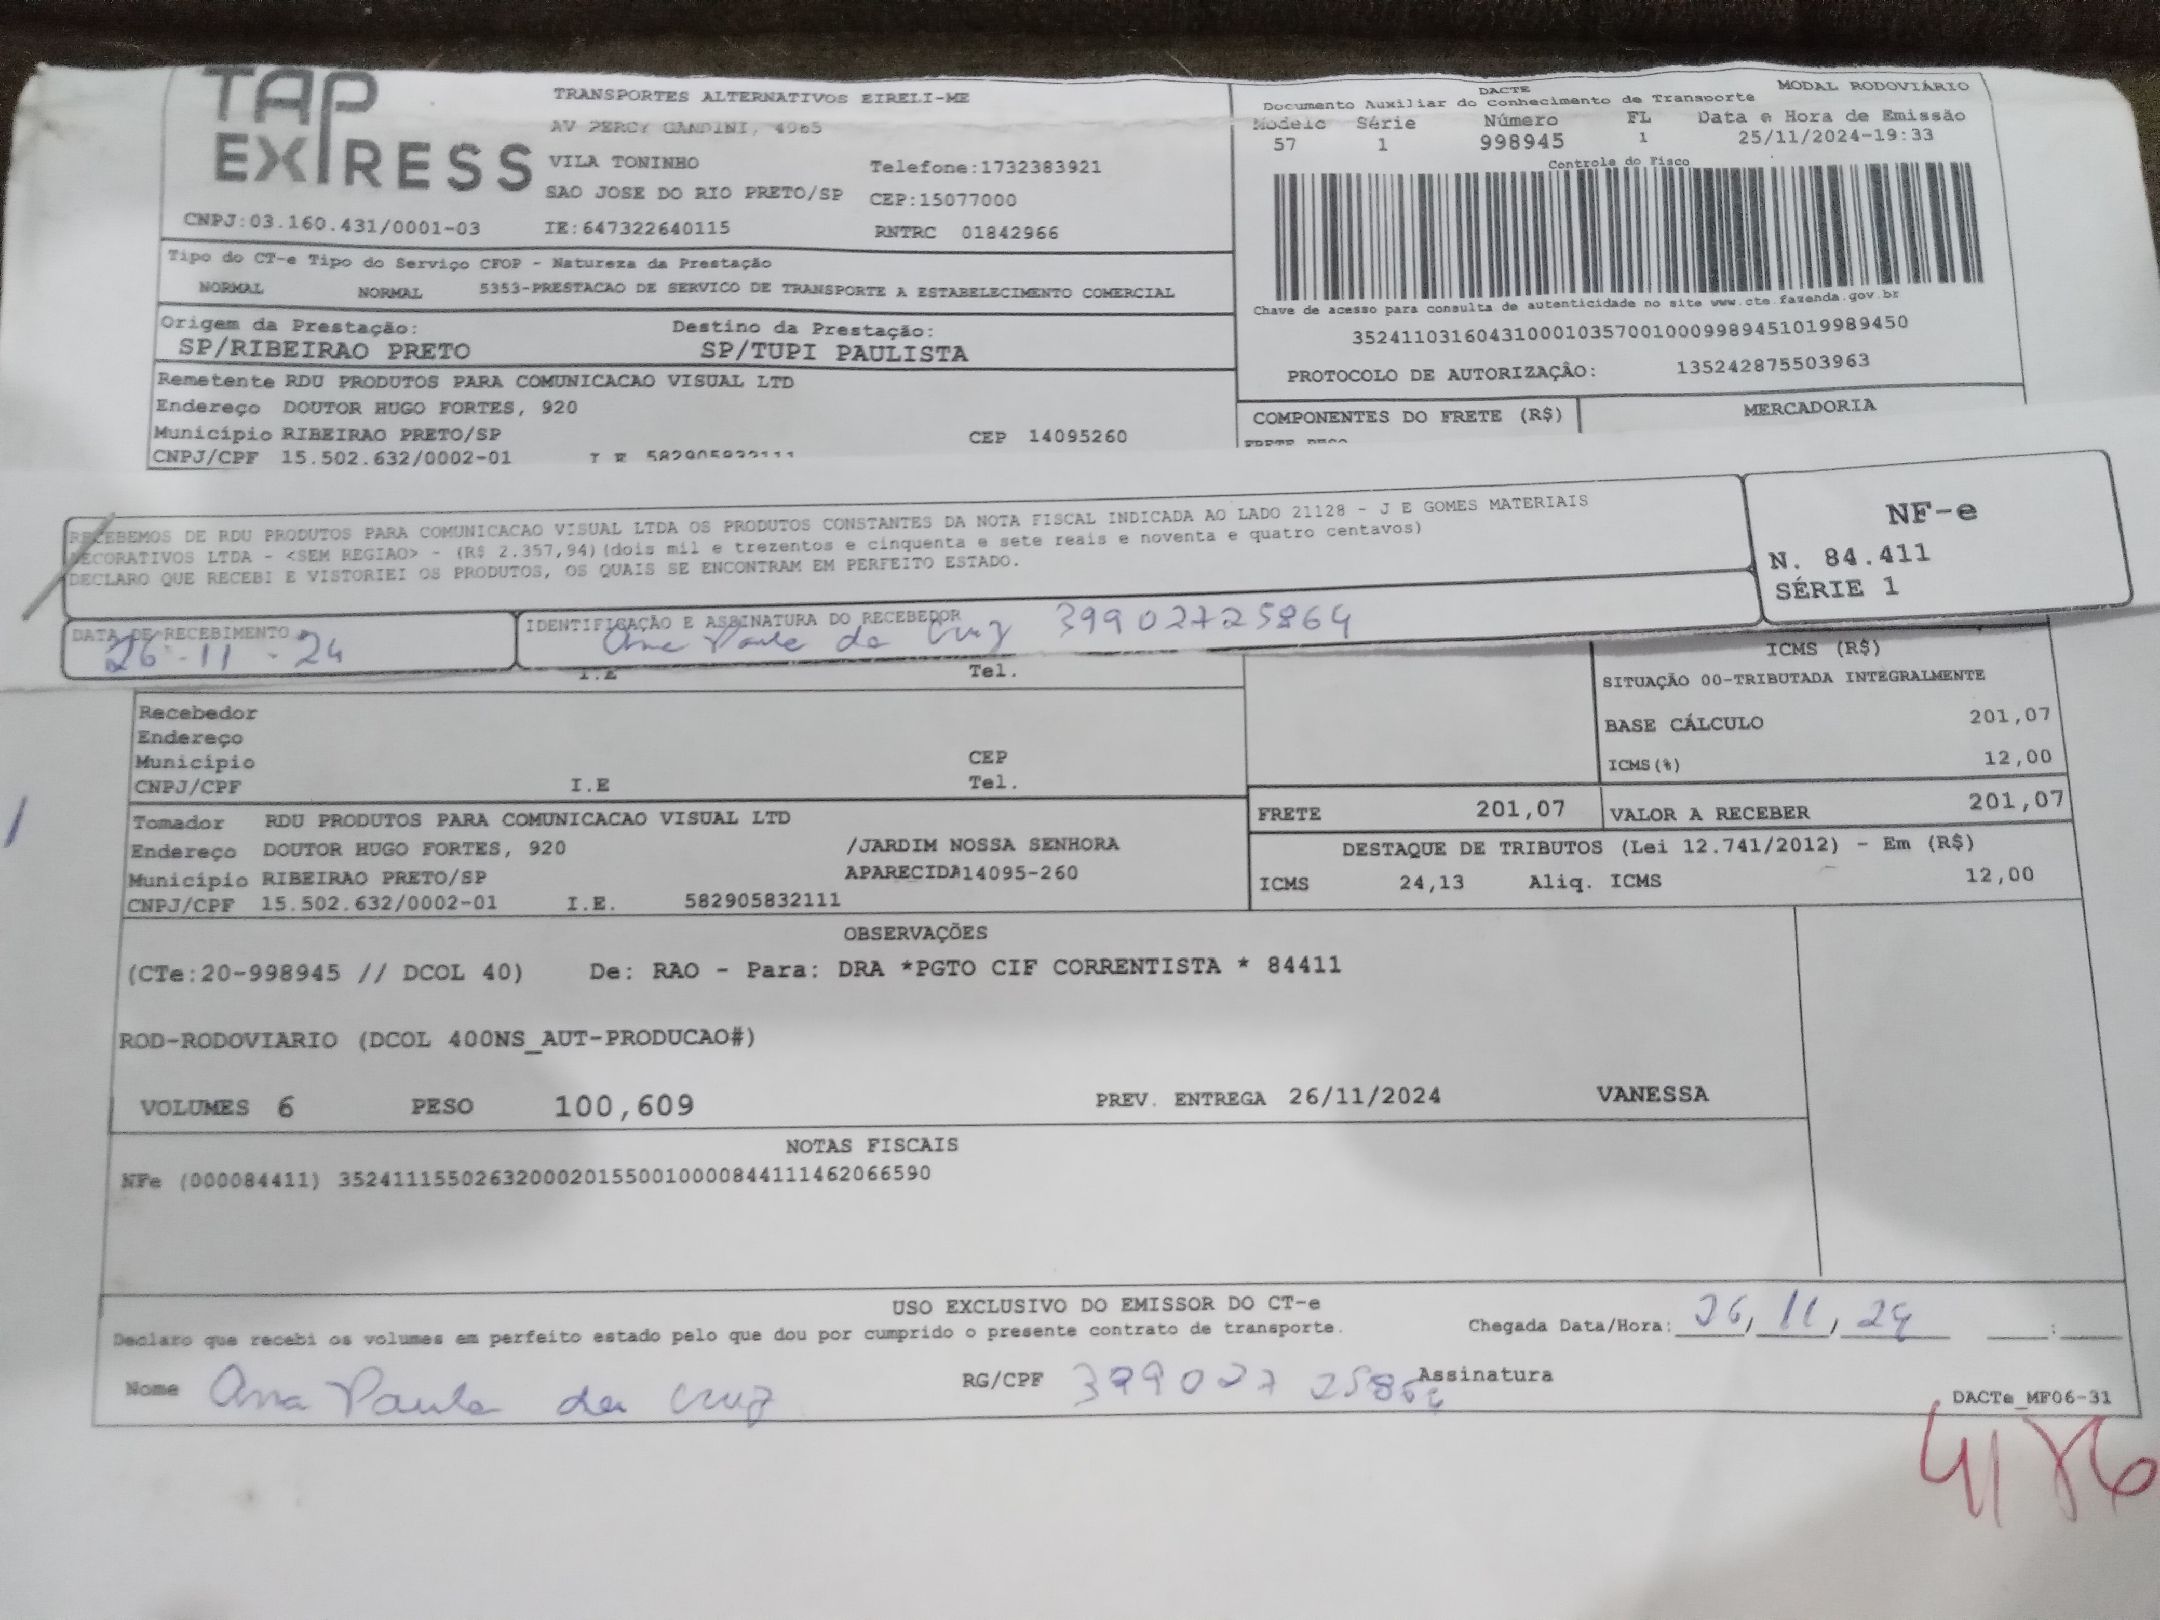 TAP EXPRESS
TRANSPORTES ALTERNATIVOS EIRELI-ME
AV PERCY GANDINI, 4965
VILA TONINHO Telefone:1732383921
SAO JOSE DO RIO PRETO/SP CEP:15077000
CNPJ:03.160.431/0001-03 IE:647322640115 RNTRC 01842966
DACTE MODAL RODOVIÁRIO
Documento Auxiliar do conhecimento de Transporte
Modelo Série Número FL Data e Hora de Emissão
57 1 998945 1 25/11/2024-19:33
Controle do Fisco
Chave de acesso para consulta de autenticidade no site www.cte.fazenda.gov.br
35241103160431000103570010009989451019989450
PROTOCOLO DE AUTORIZAÇÃO: 135242875503963
Tipo do CT-e Tipo do Serviço CFOP - Natureza da Prestação
NORMAL NORMAL 5353-PRESTACAO DE SERVICO DE TRANSPORTE A ESTABELECIMENTO COMERCIAL
Origem da Prestação: Destino da Prestação:
SP/RIBEIRAO PRETO SP/TUPI PAULISTA
Remetente RDU PRODUTOS PARA COMUNICACAO VISUAL LTD
Endereço DOUTOR HUGO FORTES, 920
Município RIBEIRAO PRETO/SP CEP 14095260
CNPJ/CPF 15.502.632/0002-01 I E 582905832111
COMPONENTES DO FRETE (R$) MERCADORIA
FRETE PESO
RECEBEMOS DE RDU PRODUTOS PARA COMUNICACAO VISUAL LTDA OS PRODUTOS CONSTANTES DA NOTA FISCAL INDICADA AO LADO 21128 - J E GOMES MATERIAIS
DECORATIVOS LTDA - <SEM REGIAO> - (R$ 2.357,94)(dois mil e trezentos e cinquenta e sete reais e noventa e quatro centavos)
DECLARO QUE RECEBI E VISTORIEI OS PRODUTOS, OS QUAIS SE ENCONTRAM EM PERFEITO ESTADO.
NF-e
N. 84.411
SÉRIE 1
DATA DE RECEBIMENTO IDENTIFICAÇÃO E ASSINATURA DO RECEBEDOR
26-11-24 Ana Paula da Cruz 39902725864
I.E Tel.
Recebedor
Endereço
Município CEP
CNPJ/CPF I.E Tel.
ICMS (R$)
SITUAÇÃO 00-TRIBUTADA INTEGRALMENTE
BASE CÁLCULO 201,07
ICMS(%) 12,00
FRETE 201,07 VALOR A RECEBER 201,07
DESTAQUE DE TRIBUTOS (Lei 12.741/2012) - Em (R$)
ICMS 24,13 Aliq. ICMS 12,00
Tomador RDU PRODUTOS PARA COMUNICACAO VISUAL LTD
Endereço DOUTOR HUGO FORTES, 920 /JARDIM NOSSA SENHORA
Município RIBEIRAO PRETO/SP APARECIDA14095-260
CNPJ/CPF 15.502.632/0002-01 I.E. 582905832111
OBSERVAÇÕES
(CTe:20-998945 // DCOL 40) De: RAO - Para: DRA *PGTO CIF CORRENTISTA * 84411
ROD-RODOVIARIO (DCOL 400NS_AUT-PRODUCAO#)
VOLUMES 6 PESO 100,609 PREV. ENTREGA 26/11/2024 VANESSA
NOTAS FISCAIS
NFe (000084411) 35241115502632000201550010000844111462066590
USO EXCLUSIVO DO EMISSOR DO CT-e
Declaro que recebi os volumes em perfeito estado pelo que dou por cumprido o presente contrato de transporte. Chegada Data/Hora: 26, 11, 24 :
Nome Ana Paula da Cruz RG/CPF 39902725864 Assinatura
DACTe_MF06-31